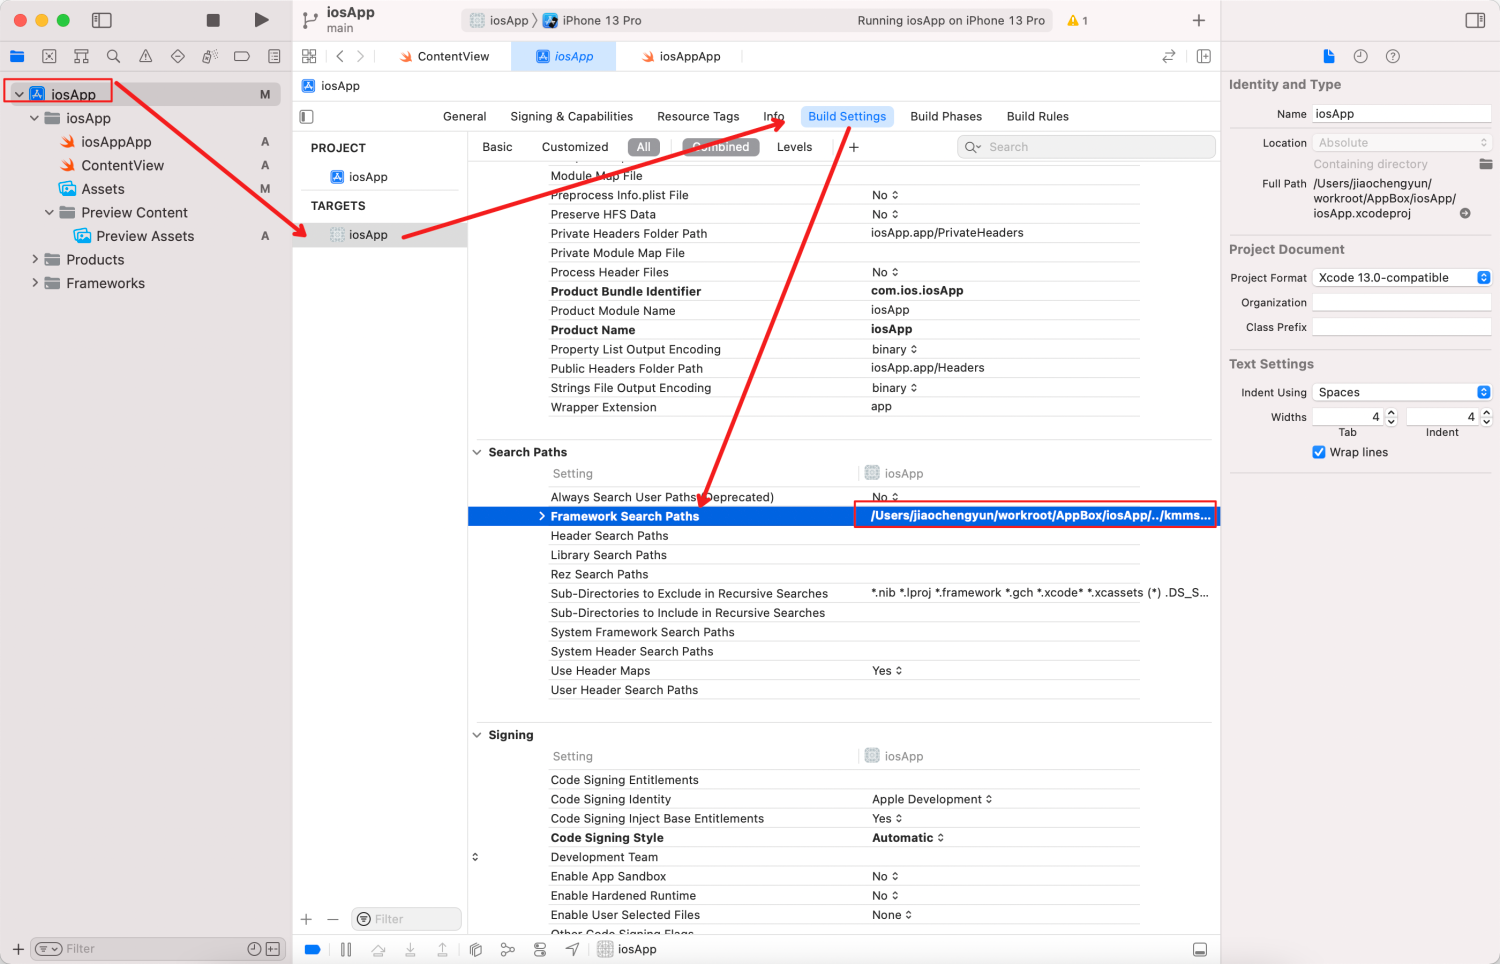 iosApp
main
iosApp
iPhone 13 Pro
Running iosApp on iPhone 13 Pro
1
ContentView
iosApp
iosAppApp
iosApp M
iosApp
iosAppApp A
ContentView A
Assets M
Preview Content
Preview Assets A
Products
Frameworks
Filter
iosApp
General Signing & Capabilities Resource Tags Info Build Settings Build Phases Build Rules
PROJECT
iosApp
TARGETS
iosApp
Filter
Basic Customized All Combined Levels + Search
Module Map File
Preprocess Info.plist File No
Preserve HFS Data No
Private Headers Folder Path iosApp.app/PrivateHeaders
Private Module Map File
Process Header Files No
Product Bundle Identifier com.ios.iosApp
Product Module Name iosApp
Product Name iosApp
Property List Output Encoding binary
Public Headers Folder Path iosApp.app/Headers
Strings File Output Encoding binary
Wrapper Extension app
Search Paths
Setting iosApp
Always Search User Paths (Deprecated) No
Framework Search Paths /Users/jiaochengyun/workroot/AppBox/iosApp/../kmms...
Header Search Paths
Library Search Paths
Rez Search Paths
Sub-Directories to Exclude in Recursive Searches *.nib *.lproj *.framework *.gch *.xcode* *.xcassets (*) .DS_S...
Sub-Directories to Include in Recursive Searches
System Framework Search Paths
System Header Search Paths
Use Header Maps Yes
User Header Search Paths
Signing
Setting iosApp
Code Signing Entitlements
Code Signing Identity Apple Development
Code Signing Inject Base Entitlements Yes
Code Signing Style Automatic
Development Team
Enable App Sandbox No
Enable Hardened Runtime No
Enable User Selected Files None
Other Code Signing Flags
iosApp
Identity and Type
Name iosApp
Location Absolute
Containing directory
Full Path /Users/jiaochengyun/
workroot/AppBox/iosApp/
iosApp.xcodeproj
Project Document
Project Format Xcode 13.0-compatible
Organization
Class Prefix
Text Settings
Indent Using Spaces
Widths 4 4
Tab Indent
Wrap lines